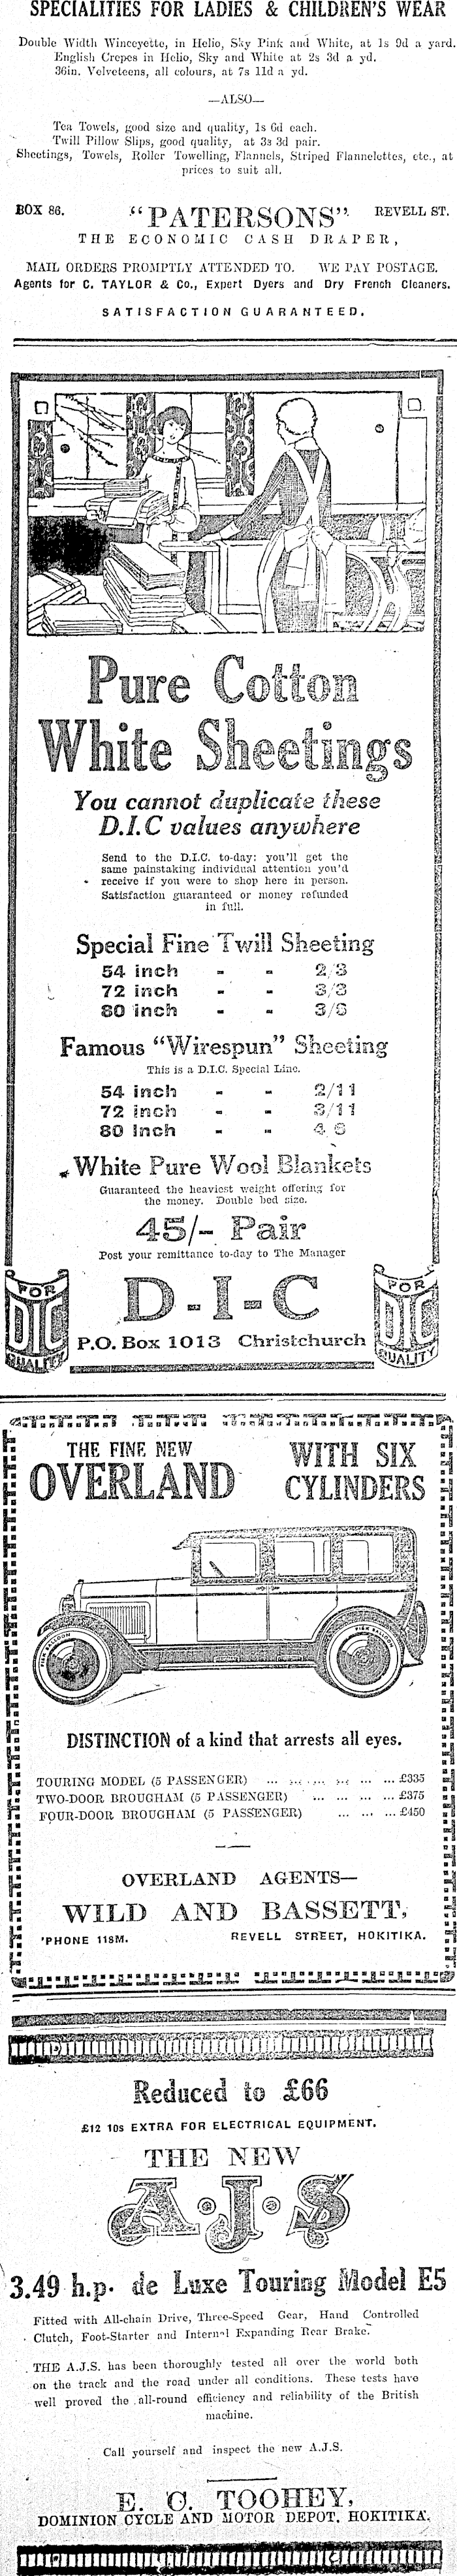 SPECIALITIES FOR LADIES & CHILDREN'S WEAR
Double Width Winceyette, in Helio, Sky Pink and White, at 1s 9d a yard.
English Crepes in Helio, Sky and White at 2s 3d a yd.
36in. Velveteens, all colours, at 7s 11d a yd.
—ALSO—
Tea Towels, good size and quality, 1s 6d each.
Twill Pillow Slips, good quality, at 3s 3d pair.
Sheetings, Towels, Roller Towelling, Flannels, Striped Flannelettes, etc., at
prices to suit all.
BOX 86. "PATERSONS" REVELL ST.
THE ECONOMIC CASH DRAPER,
MAIL ORDERS PROMPTLY ATTENDED TO. WE PAY POSTAGE.
Agents for C. TAYLOR & Co., Expert Dyers and Dry French Cleaners.
SATISFACTION GUARANTEED.
Pure Cotton
White Sheetings
You cannot duplicate these
D.I.C values anywhere
Send to the D.I.C. to-day: you'll get the
same painstaking individual attention you'd
receive if you were to shop here in person.
Satisfaction guaranteed or money refunded
in full.
Special Fine Twill Sheeting
54 inch - - 2/3
72 inch - - 3/3
80 inch - -
Famous "Wirespun" Sheeting
This is a D.I.C. Special Line.
54 inch - - 2/11
72 inch - - 3/11
80 inch - -
White Pure Wool Blankets
Guaranteed the heaviest weight offering for
the money. Double bed size.
45/- Pair
Post your remittance to-day to The Manager
FOR DIC QUALITY
D-I-C
FOR DIC QUALITY
P.O. Box 1013 Christchurch
THE FINE NEW WITH SIX
OVERLAND CYLINDERS
DISTINCTION of a kind that arrests all eyes.
TOURING MODEL (5 PASSENGER) ... ... ... ... ... ... £335
TWO-DOOR BROUGHAM (5 PASSENGER) ... ... ... ... £375
FOUR-DOOR BROUGHAM (5 PASSENGER) ... ... ... £450
OVERLAND AGENTS—
WILD AND BASSETT,
'PHONE 118M. REVELL STREET, HOKITIKA.
Reduced to £66
£12 10s EXTRA FOR ELECTRICAL EQUIPMENT.
THE NEW
A.J.S
3.49 h.p. de Luxe Touring Model E5
Fitted with All-chain Drive, Three-Speed Gear, Hand Controlled
Clutch, Foot-Starter and Internal Expanding Rear Brake.
THE A.J.S. has been thoroughly tested all over the world both
on the track and the road under all conditions. These tests have
well proved the all-round efficiency and reliability of the British
machine.
Call yourself and inspect the new A.J.S.
E. C. TOOHEY,
DOMINION CYCLE AND MOTOR DEPOT, HOKITIKA.